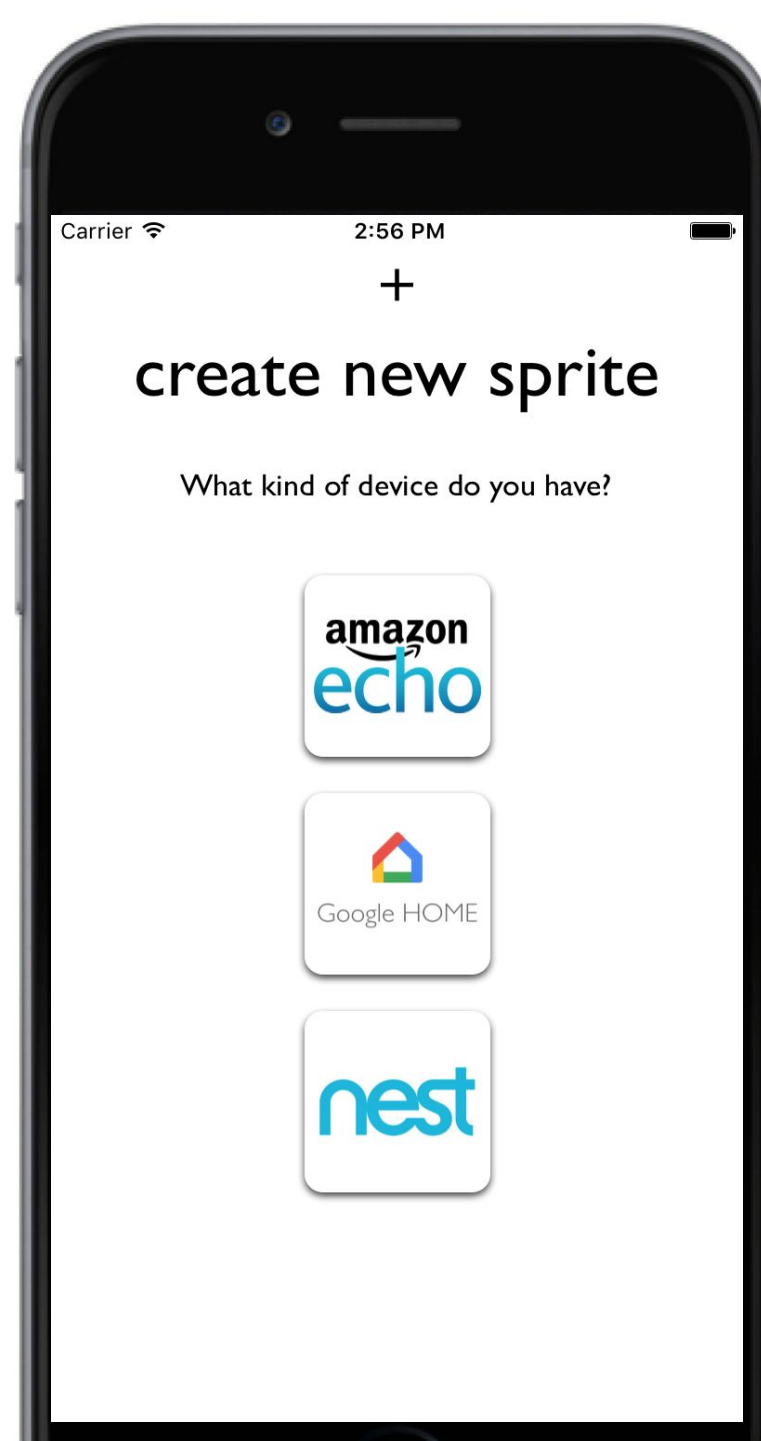 Carrier 2:56 PM
+
create new sprite
What kind of device do you have?
amazon
echo
Google HOME
nest